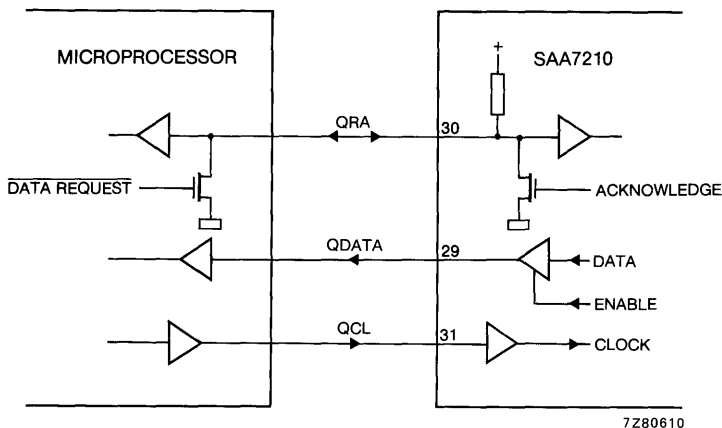 MICROPROCESSOR
SAA7210
+
QRA
30
DATA REQUEST
ACKNOWLEDGE
QDATA
29
DATA
ENABLE
QCL
31
CLOCK
7Z80610